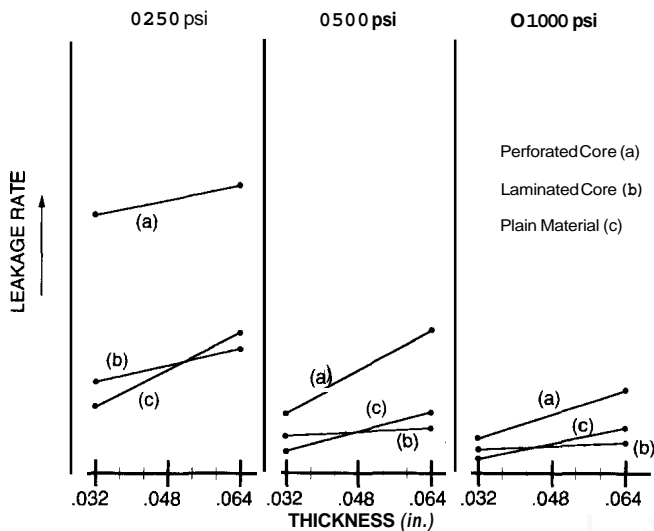 0250 psi 0500 psi O1000 psi
Perforated Core (a)
Laminated Core (b)
Plain Material (c)
LEAKAGE RATE
(a)
(b)
(c)
(a)
(c)
(b)
(a)
(c)
(b)
.032 .048 .064 .032 .048 .064 .032 .048 .064
THICKNESS (in.)